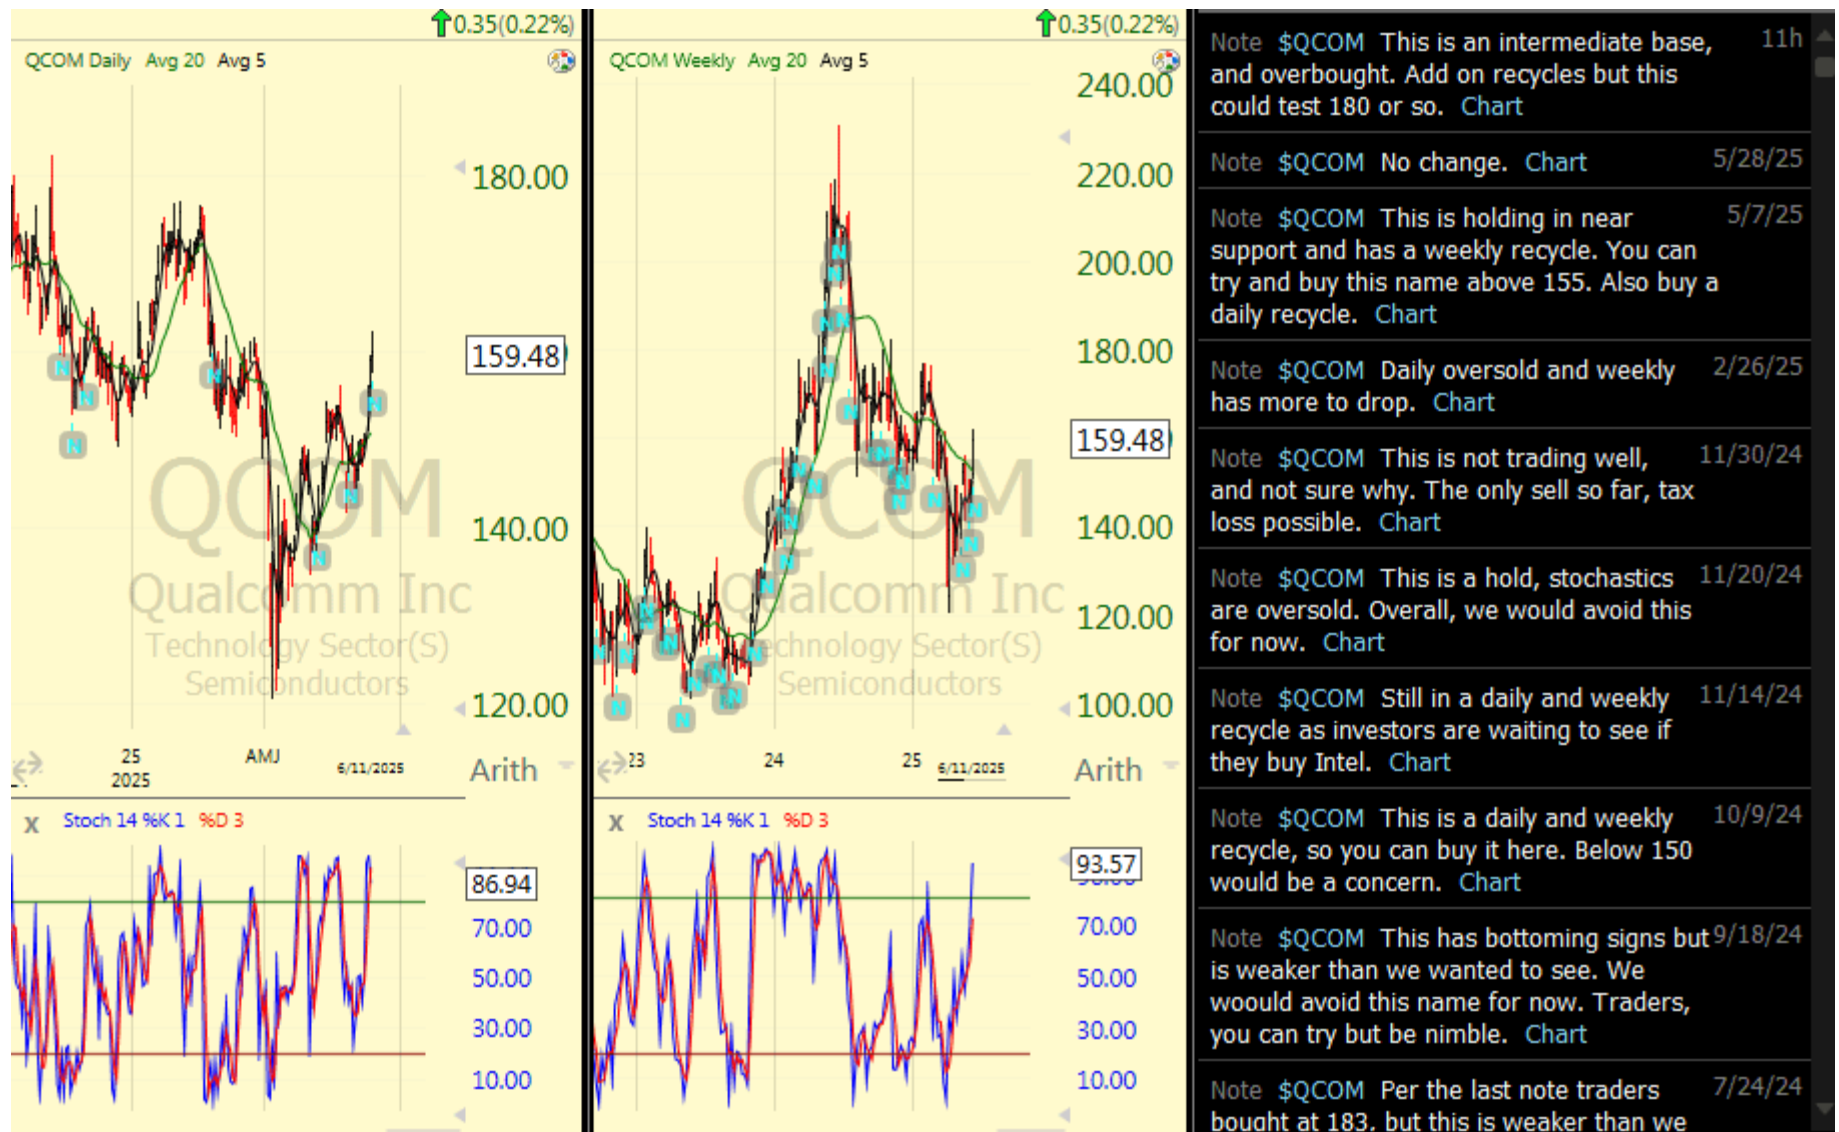 0.35(0.22%)
QCOM Daily Avg 20 Avg 5
180.00
159.48
140.00
120.00
QCOM
Qualcomm Inc
Technology Sector(S)
Semiconductors
25
2025
AMJ
6/11/2025
Arith
X Stoch 14 %K 1 %D 3
86.94
70.00
50.00
30.00
10.00
0.35(0.22%)
QCOM Weekly Avg 20 Avg 5
240.00
220.00
200.00
180.00
159.48
140.00
120.00
100.00
QCOM
Qualcomm Inc
Technology Sector(S)
Semiconductors
23
24
25
6/11/2025
Arith
X Stoch 14 %K 1 %D 3
93.57
70.00
50.00
30.00
10.00
Note $QCOM This is an intermediate base, 11h
and overbought. Add on recycles but this
could test 180 or so. Chart
Note $QCOM No change. Chart 5/28/25
Note $QCOM This is holding in near 5/7/25
support and has a weekly recycle. You can
try and buy this name above 155. Also buy a
daily recycle. Chart
Note $QCOM Daily oversold and weekly 2/26/25
has more to drop. Chart
Note $QCOM This is not trading well, 11/30/24
and not sure why. The only sell so far, tax
loss possible. Chart
Note $QCOM This is a hold, stochastics 11/20/24
are oversold. Overall, we would avoid this
for now. Chart
Note $QCOM Still in a daily and weekly 11/14/24
recycle as investors are waiting to see if
they buy Intel. Chart
Note $QCOM This is a daily and weekly 10/9/24
recycle, so you can buy it here. Below 150
would be a concern. Chart
Note $QCOM This has bottoming signs but 9/18/24
is weaker than we wanted to see. We
woould avoid this name for now. Traders,
you can try but be nimble. Chart
Note $QCOM Per the last note traders 7/24/24
bought at 183, but this is weaker than we